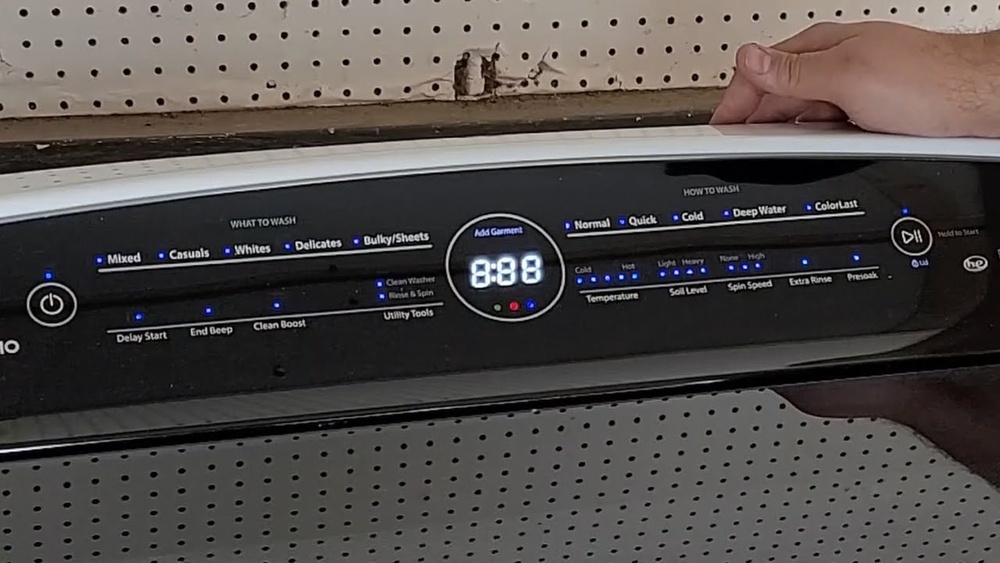 WHAT TO WASH
Mixed Casuals Whites Delicates Bulky/Sheets
Clean Washer
Rinse & Spin
Delay Start End Beep Clean Boost Utility Tools
Add Garment
8:88
HOW TO WASH
Normal Quick Cold Deep Water ColorLast
Cold Hot Light Heavy None High
Temperature Soil Level Spin Speed Extra Rinse Presoak
Hold to Start
he